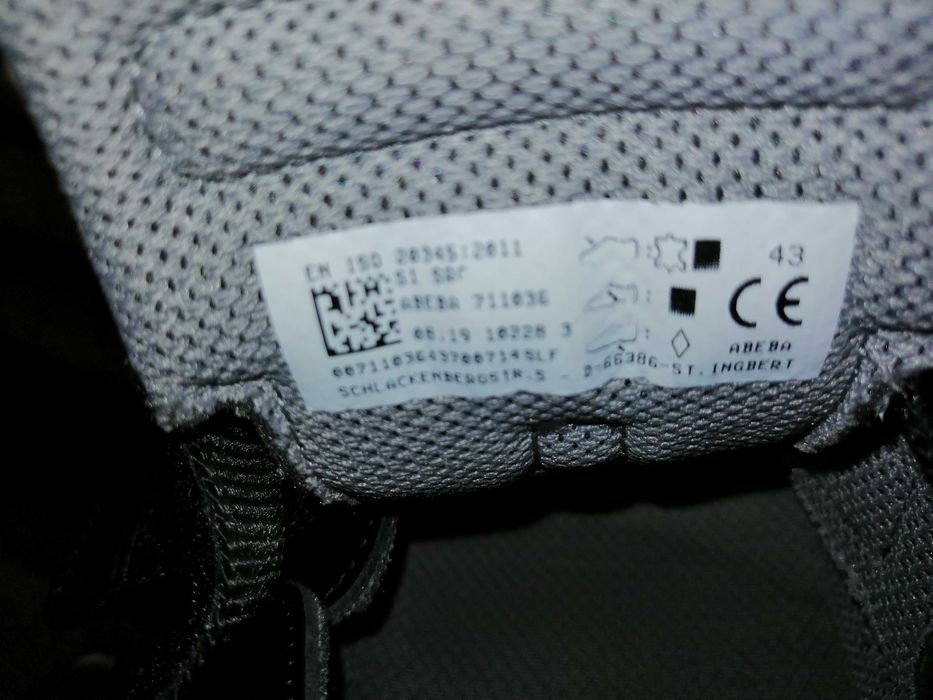 EN ISO 20345:2011
S1 SRC
ABEBA 711036
08.19 10228 3
SCHLACKENBERGSTR.5 - D-66386-ST.INGBERT
43
CE
ABEBA